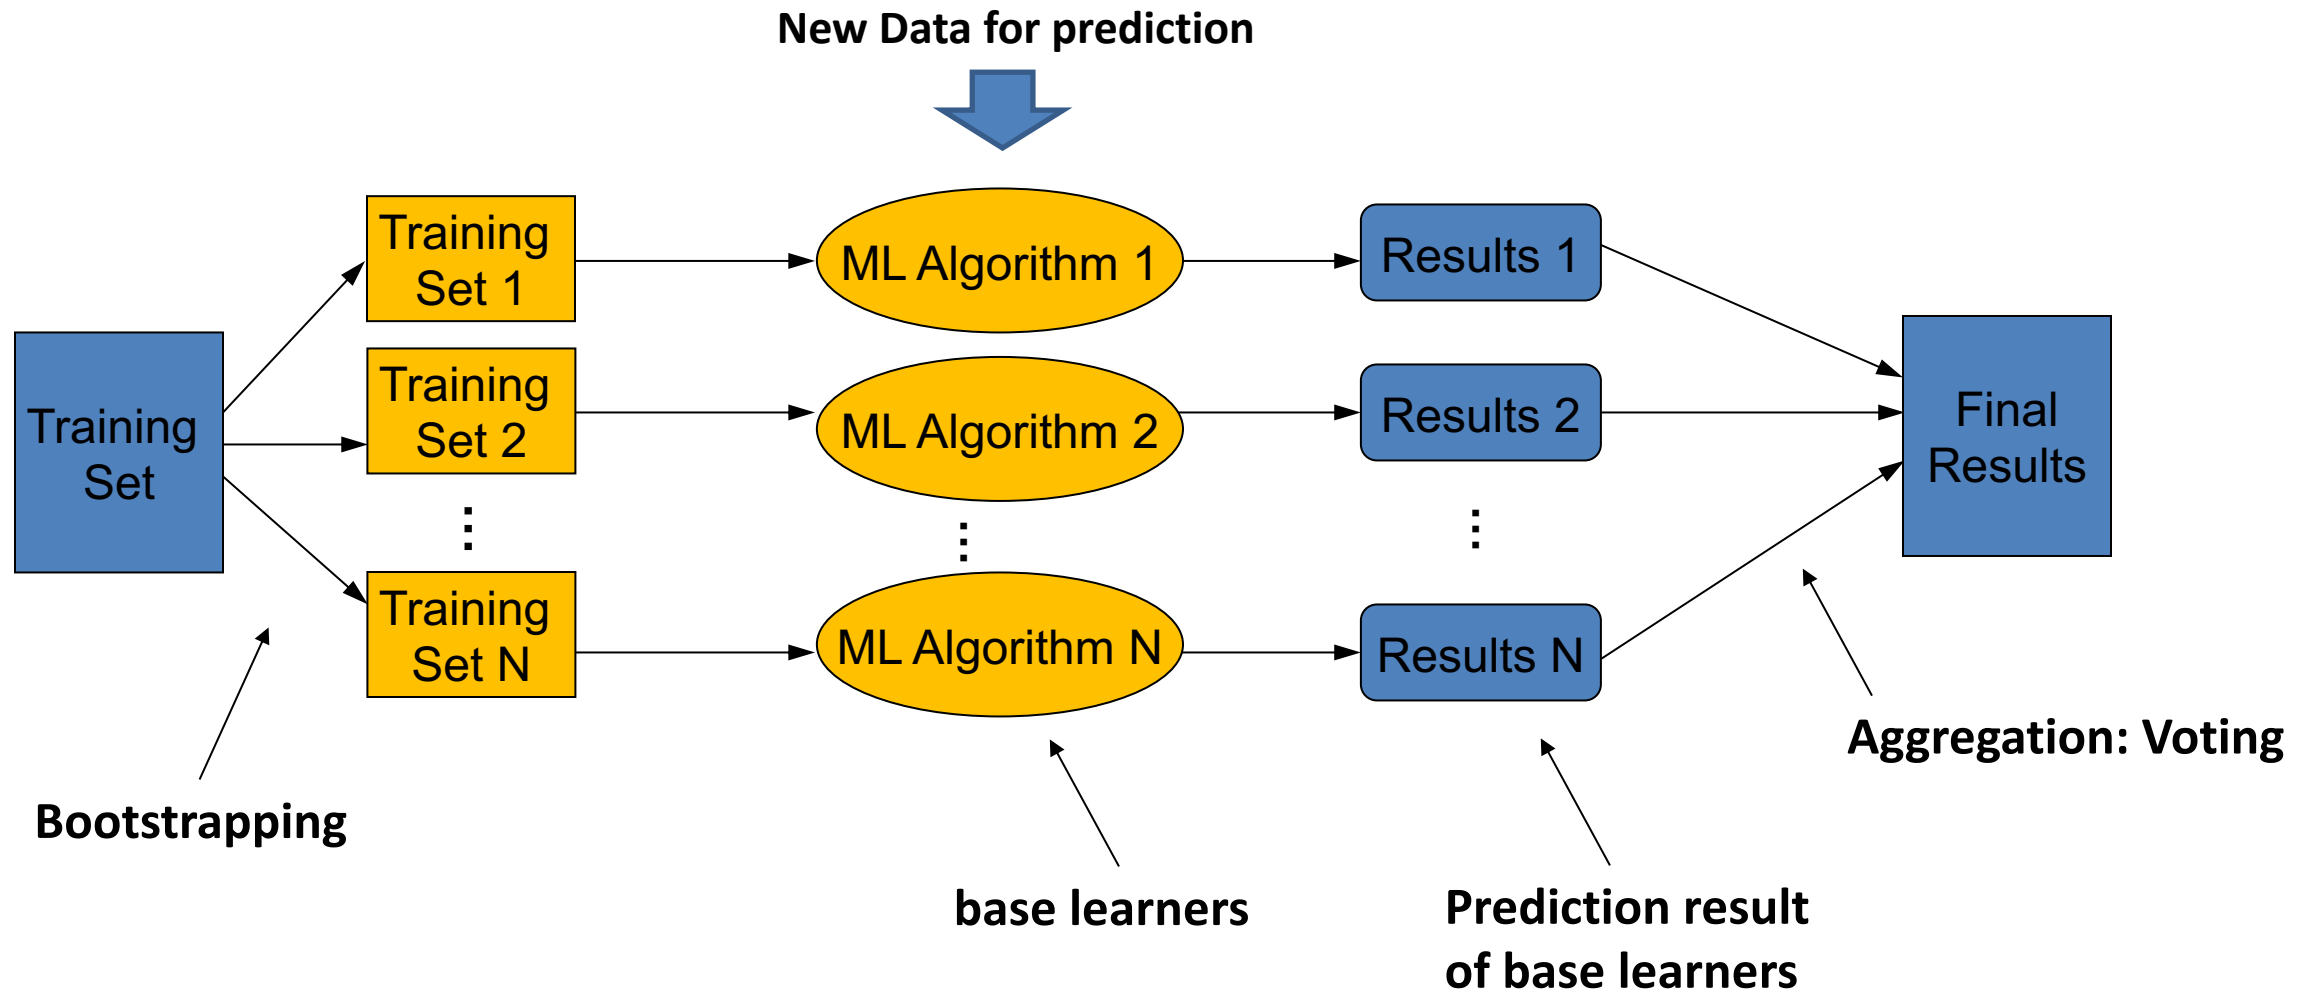 New Data for prediction
Training
Set
Training
Set 1
ML Algorithm 1
Results 1
Training
Set 2
ML Algorithm 2
Results 2
Final
Results
⋮
⋮
⋮
Training
Set N
ML Algorithm N
Results N
Bootstrapping
base learners
Prediction result
of base learners
Aggregation: Voting